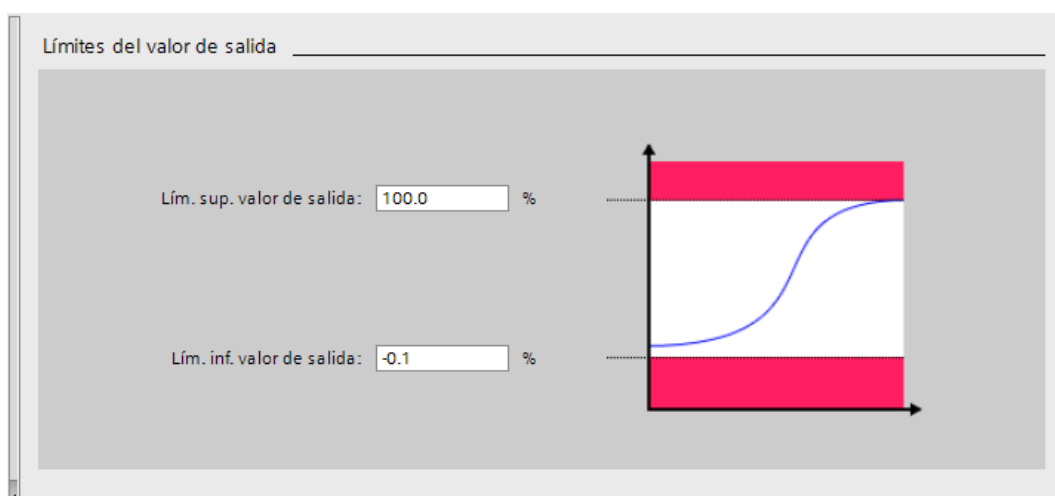 Límites del valor de salida
Lím. sup. valor de salida: 100.0 %
Lím. inf. valor de salida: -0.1 %